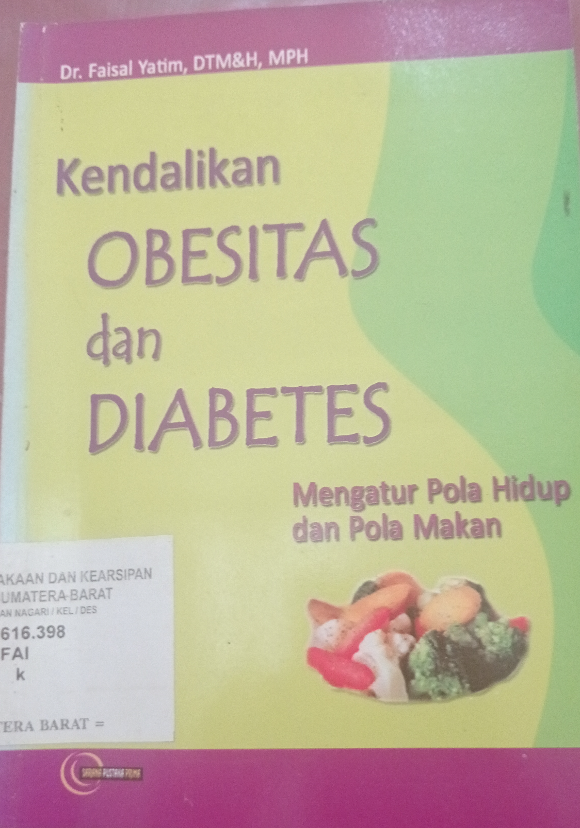 Dr. Faisal Yatim, DTM&H, MPH
Kendalikan
OBESITAS
dan
DIABETES
Mengatur Pola Hidup
dan Pola Makan
AKAAN DAN KEARSIPAN
UMATERA-BARAT
AN NAGARI / KEL / DES
616.398
FAI
k
TERA BARAT =
PUSTAKA